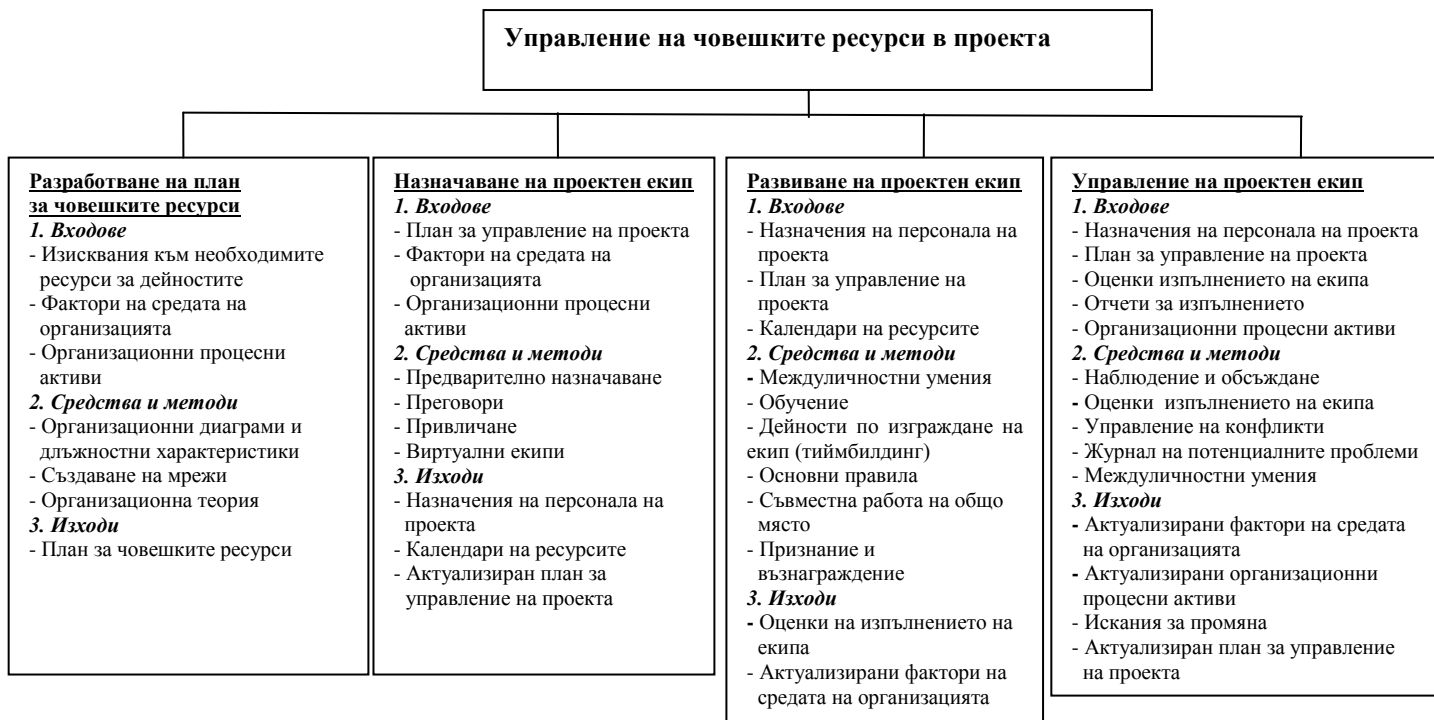 Управление на човешките ресурси в проекта
Разработване на план
за човешките ресурси
1. Входове
- Изисквания към необходимите
ресурси за дейностите
- Фактори на средата на
организацията
- Организационни процесни
активи
2. Средства и методи
- Организационни диаграми и
длъжностни характеристики
- Създаване на мрежи
- Организационна теория
3. Изходи
- План за човешките ресурси
Назначаване на проектен екип
1. Входове
- План за управление на проекта
- Фактори на средата на
организацията
- Организационни процесни
активи
2. Средства и методи
- Предварително назначаване
- Преговори
- Привличане
- Виртуални екипи
3. Изходи
- Назначения на персонала на
проекта
- Календари на ресурсите
- Актуализиран план за
управление на проекта
Развиване на проектен екип
1. Входове
- Назначения на персонала на
проекта
- План за управление на
проекта
- Календари на ресурсите
2. Средства и методи
- Междуличностни умения
- Обучение
- Дейности по изграждане на
екип (тиймбилдинг)
- Основни правила
- Съвместна работа на общо
място
- Признание и
възнаграждение
3. Изходи
- Оценки на изпълнението на
екипа
- Актуализирани фактори на
средата на организацията
Управление на проектен екип
1. Входове
- Назначения на персонала на проекта
- План за управление на проекта
- Оценки изпълнението на екипа
- Отчети за изпълнението
- Организационни процесни активи
2. Средства и методи
- Наблюдение и обсъждане
- Оценки изпълнението на екипа
- Управление на конфликти
- Журнал на потенциалните проблеми
- Междуличностни умения
3. Изходи
- Актуализирани фактори на средата
на организацията
- Актуализирани организационни
процесни активи
- Искания за промяна
- Актуализиран план за управление
на проекта